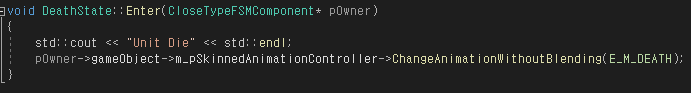 void DeathState::Enter(CloseTypeFSMComponent* pOwner)
{
std::cout << "Unit Die" << std::endl;
pOwner->gameObject->m_pSkinnedAnimationController->ChangeAnimationWithoutBlending(E_M_DEATH);
}